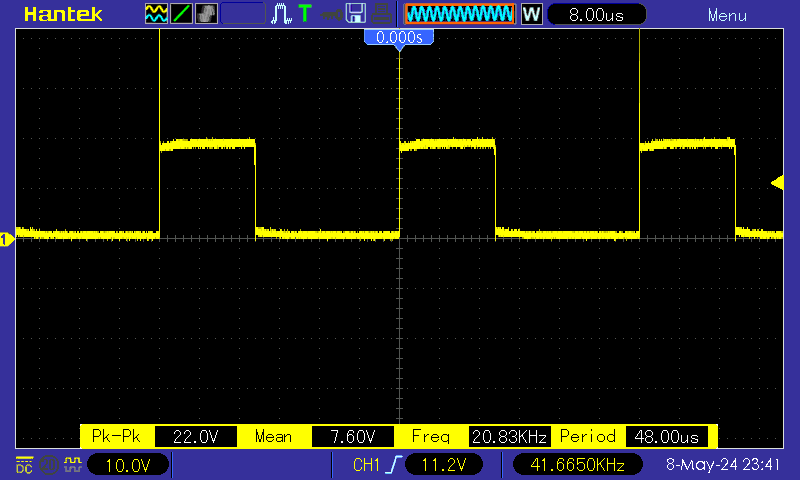 Hantek T W 8.00us Menu
0.000s
1
Pk-Pk 22.0V Mean 7.60V Freq 20.83KHz Period 48.00us
DC 10.0V CH1 11.2V 41.6650KHz 8-May-24 23:41